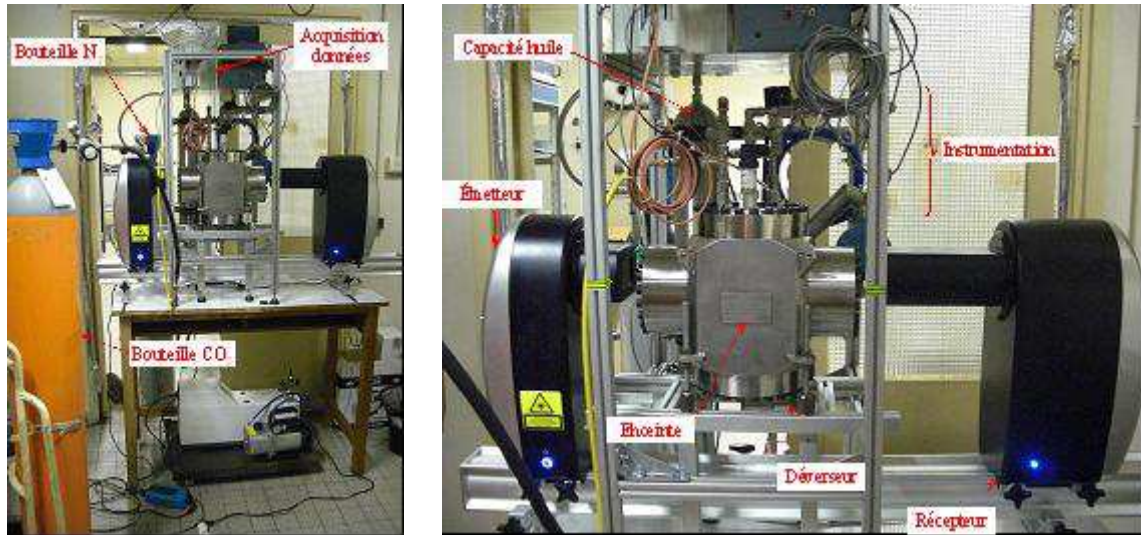 Bouteille N
Acquisition
données
Bouteille CO
Capacité huile
Instrumentation
Émetteur
Enceinte
Déverseur
Récepteur